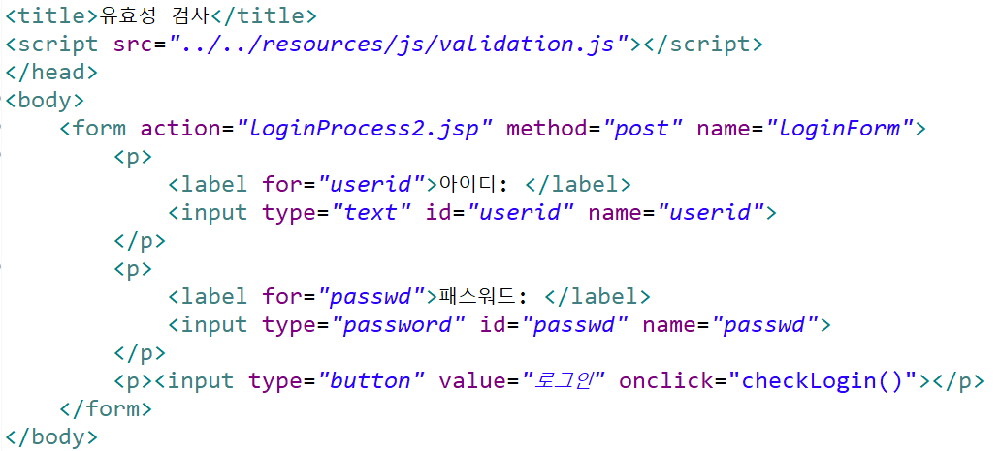 <title>유효성 검사</title>
<script src="../../resources/js/validation.js"></script>
</head>
<body>
    <form action="loginProcess2.jsp" method="post" name="loginForm">
        <p>
            <label for="userid">아이디: </label>
            <input type="text" id="userid" name="userid">
        </p>
        <p>
            <label for="passwd">패스워드: </label>
            <input type="password" id="passwd" name="passwd">
        </p>
        <p><input type="button" value="로그인" onclick="checkLogin()"></p>
    </form>
</body>